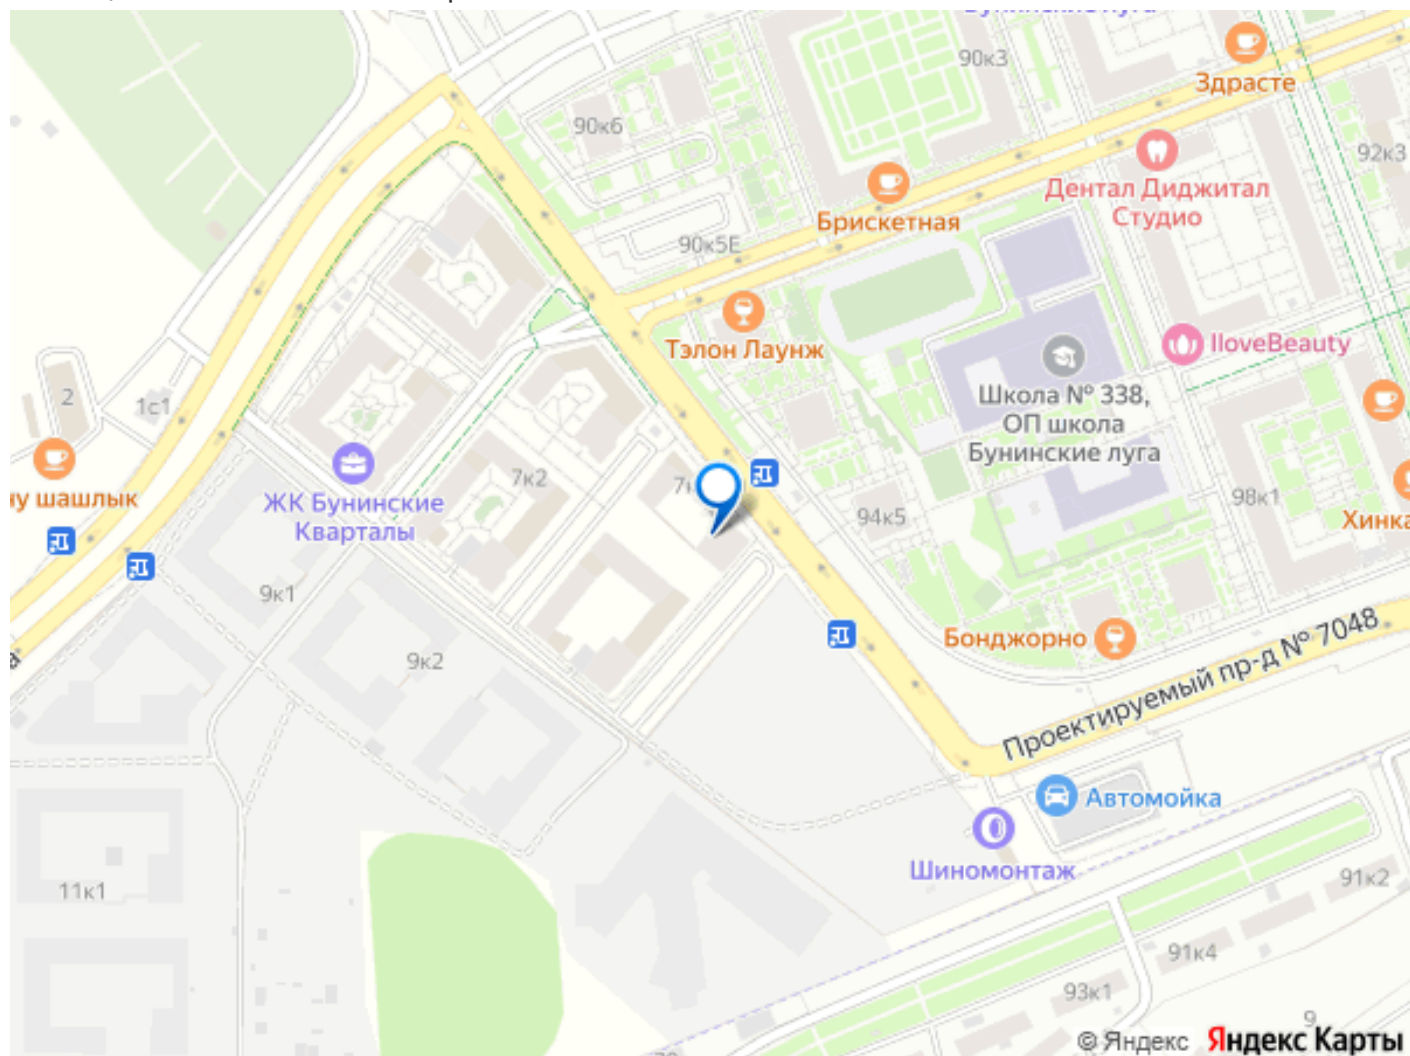 90к3
Здрасте
90к6
92к3
Дентал Диджитал
Студио
Брискетная
90к5Е
Тэлон Лаунж
IloveBeauty
Школа № 338,
ОП школа
Бунинские луга
2
1с1
шашлык
7к2
ЖК Бунинские
Кварталы
94к5
98к1
9к1
9к2
Бонджорно
Проектируемый пр-д № 7048
Автомойка
Шиномонтаж
11к1
91к2
91к4
93к1
9
© Яндекс Яндекс Карты